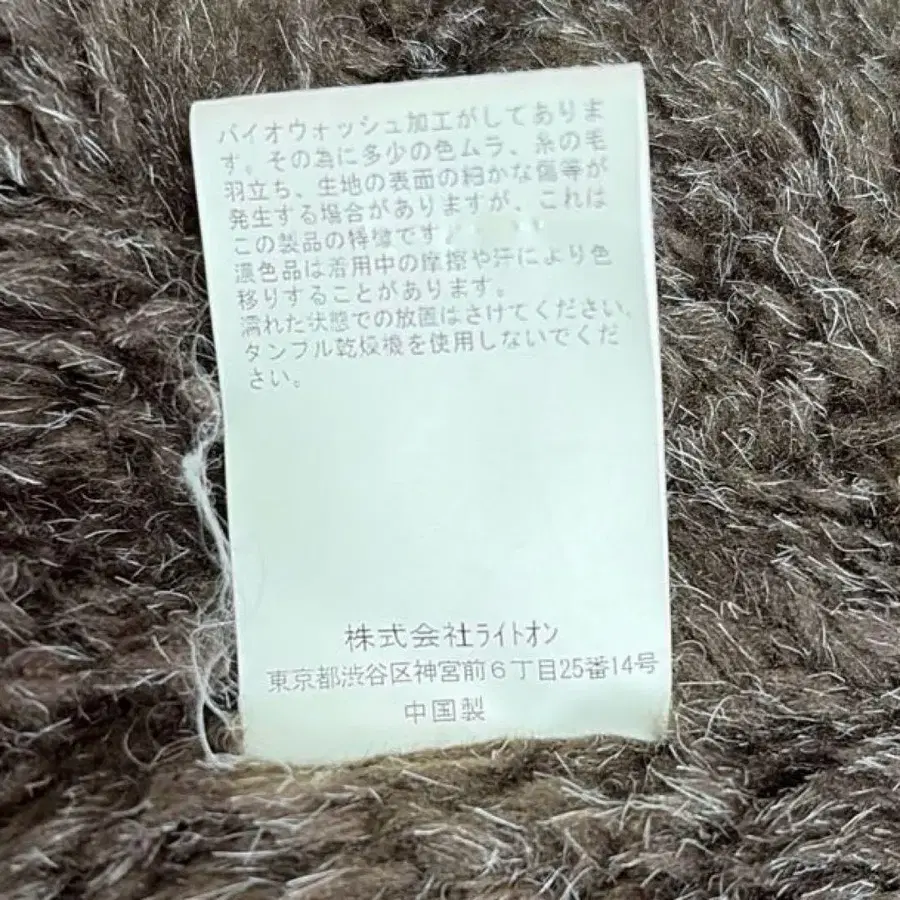 バイオウォッシュ加工がしてありま
す。その為に多少の色ムラ、糸の毛
羽立ち、生地の表面の細かな傷等が
発生する場合がありますが、これは
この製品の特徴です
濃色品は着用中の摩擦や汗により色
移りすることがあります。
濡れた状態での放置はさけてください。
タンブル乾燥機を使用しないでくだ
さい。
株式会社ライトオン
東京都渋谷区神宮前6丁目25番14号
中国製